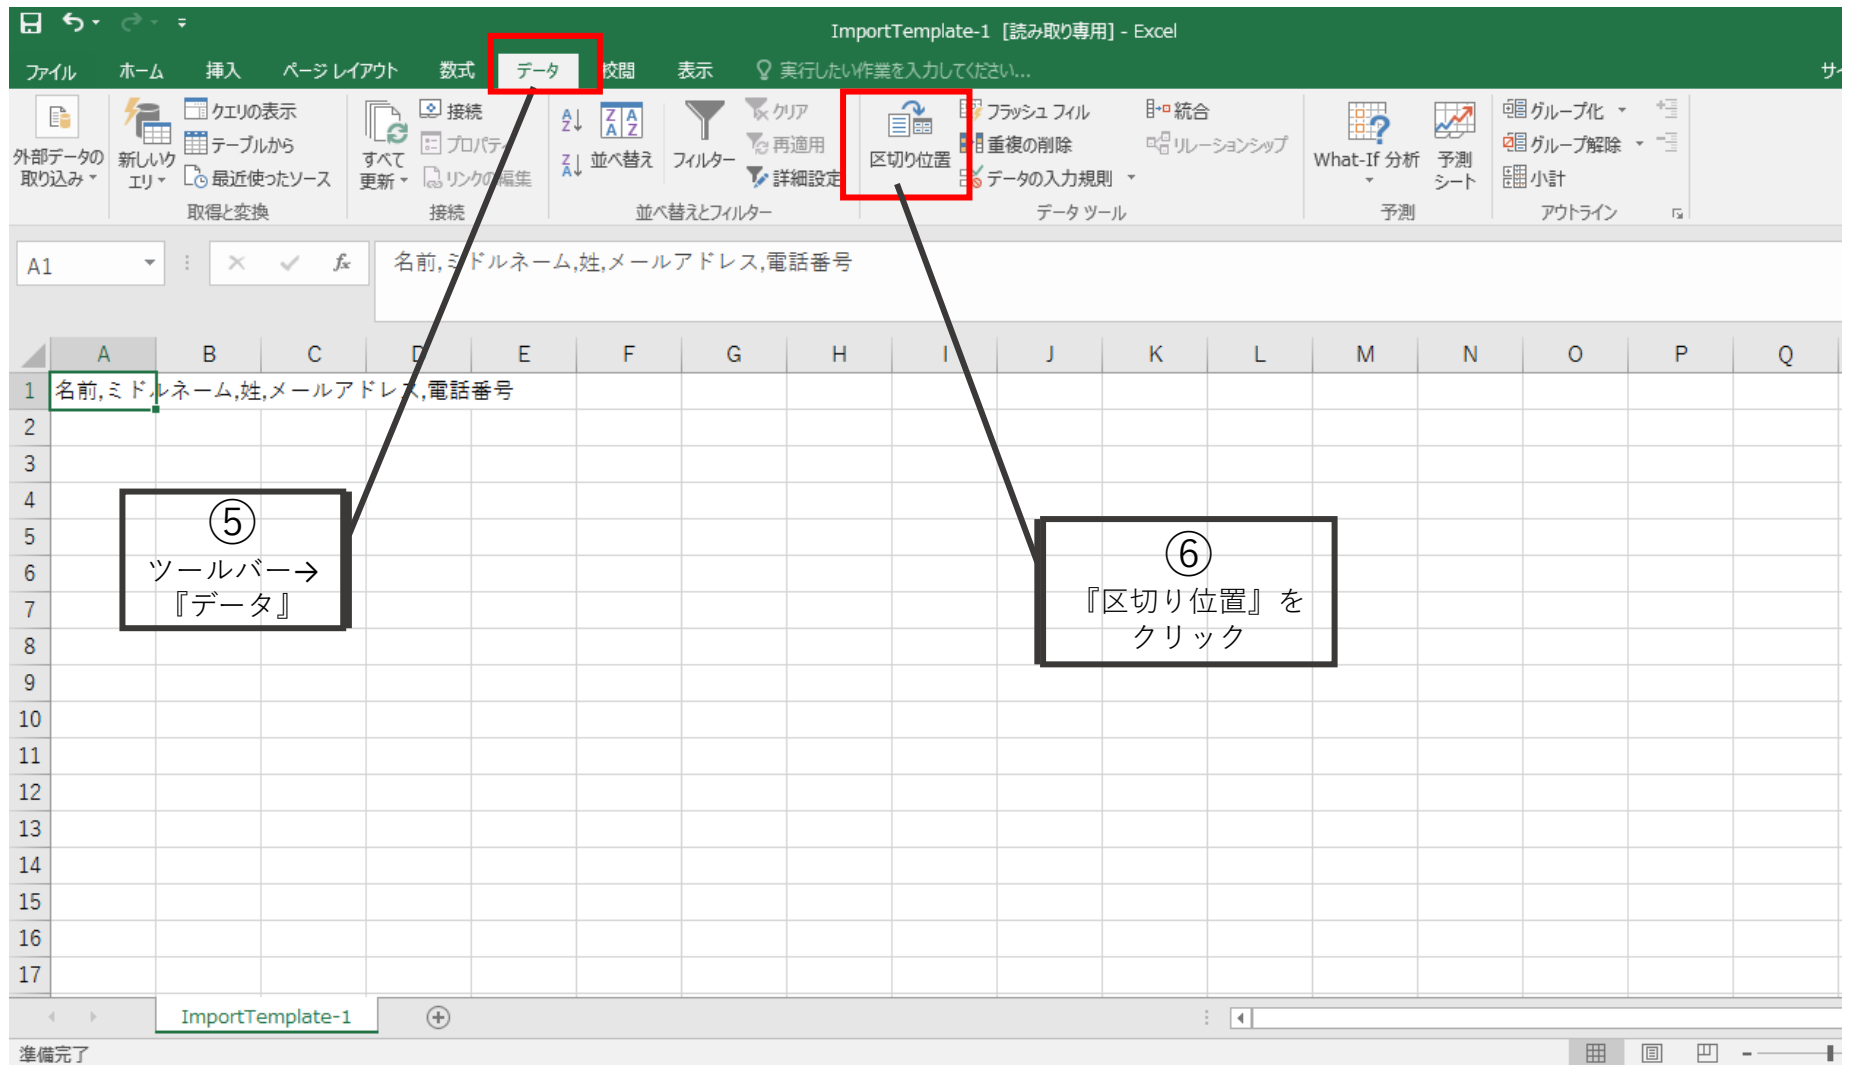 ImportTemplate-1 [読み取り専用] - Excel
ファイル ホーム 挿入 ページ レイアウト 数式 データ 校閲 表示 実行したい作業を入力してください...
外部データの
取り込み
新しいク
エリ
クエリの表示
テーブルから
最近使ったソース
取得と変換
すべて
更新
接続
プロパティ
リンクの編集
接続
並べ替え
フィルター
クリア
再適用
詳細設定
並べ替えとフィルター
区切り位置
フラッシュ フィル
重複の削除
データの入力規則
統合
リレーションシップ
データ ツール
What-If 分析
予測
シート
予測
グループ化
グループ解除
小計
アウトライン
A1
fx
名前,ミドルネーム,姓,メールアドレス,電話番号
A B C D E F G H I J K L M N O P Q
1 名前,ミドルネーム,姓,メールアドレス,電話番号
2
3
4
5
6
7
8
9
10
11
12
13
14
15
16
17
⑤
ツールバー→
『データ』
⑥
『区切り位置』を
クリック
ImportTemplate-1
準備完了